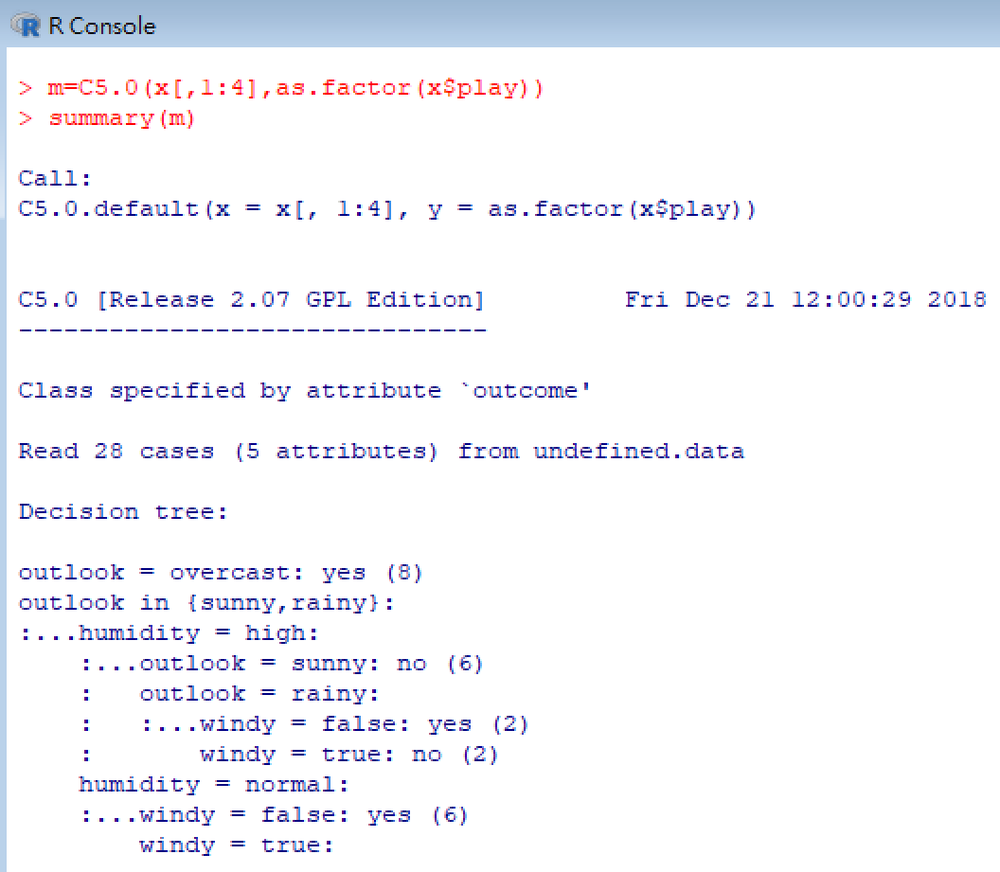 R Console
> m=C5.0(x[,1:4],as.factor(x$play))
> summary(m)
Call:
C5.0.default(x = x[, 1:4], y = as.factor(x$play))
C5.0 [Release 2.07 GPL Edition]         Fri Dec 21 12:00:29 2018
-------------------------------
Class specified by attribute `outcome'
Read 28 cases (5 attributes) from undefined.data
Decision tree:
outlook = overcast: yes (8)
outlook in {sunny,rainy}:
:...humidity = high:
    :...outlook = sunny: no (6)
    :   outlook = rainy:
    :   :...windy = false: yes (2)
    :       windy = true: no (2)
    humidity = normal:
    :...windy = false: yes (6)
        windy = true: